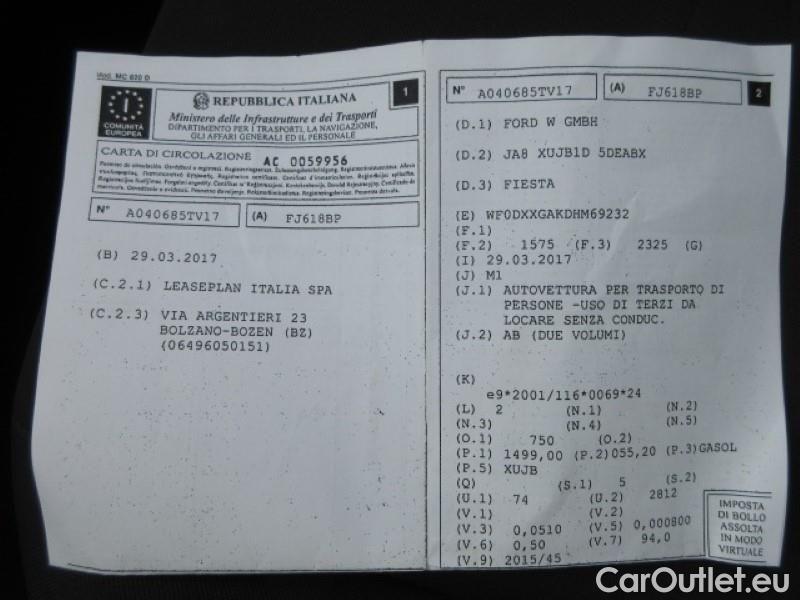 Mod. MC 820 D
1
I
COMUNITÀ
EUROPEA
REPUBBLICA ITALIANA
Ministero delle Infrastrutture e dei Trasporti
DIPARTIMENTO PER I TRASPORTI, LA NAVIGAZIONE,
GLI AFFARI GENERALI ED IL PERSONALE
CARTA DI CIRCOLAZIONE AC 0059956
N° A040685TV17 (A) FJ618BP
(B) 29.03.2017
(C.2.1) LEASEPLAN ITALIA SPA
(C.2.3) VIA ARGENTIERI 23
BOLZANO-BOZEN (BZ)
(06496050151)
N° A040685TV17 (A) FJ618BP 2
(D.1) FORD W GMBH
(D.2) JA8 XUJB1D 5DEABX
(D.3) FIESTA
(E) WF0DXXGAKDHM69232
(F.1)
(F.2) 1575 (F.3) 2325 (G)
(I) 29.03.2017
(J) M1
(J.1) AUTOVETTURA PER TRASPORTO DI
PERSONE -USO DI TERZI DA
LOCARE SENZA CONDUC.
(J.2) AB (DUE VOLUMI)
(K)
e9*2001/116*0069*24
(L) 2 (N.1) (N.2)
(N.3) (N.4) (N.5)
(O.1) 750 (O.2)
(P.1) 1499,00 (P.2)055,20 (P.3)GASOL
(P.5) XUJB
(Q) (S.1) 5 (S.2)
(U.1) 74 (U.2) 2812
(V.1) (V.2)
(V.3) 0,0510 (V.5) 0,000800
(V.6) 0,50 (V.7) 94,0
(V.9) 2015/45
IMPOSTA
DI BOLLO
ASSOLTA
IN MODO
VIRTUALE
CarOutlet.eu